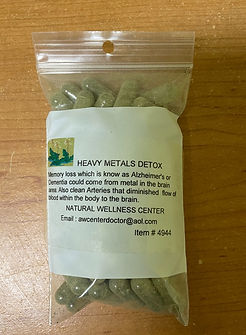 HEAVY METALS DETOX
Memory loss which is know as Alzheimer's or
Dementia could come from metal in the brain
area. Also clean Arteries that diminished flow of
blood within the body to the brain.
NATURAL WELLNESS CENTER
Email : awcenterdoctor@aol.com
Item # 4944